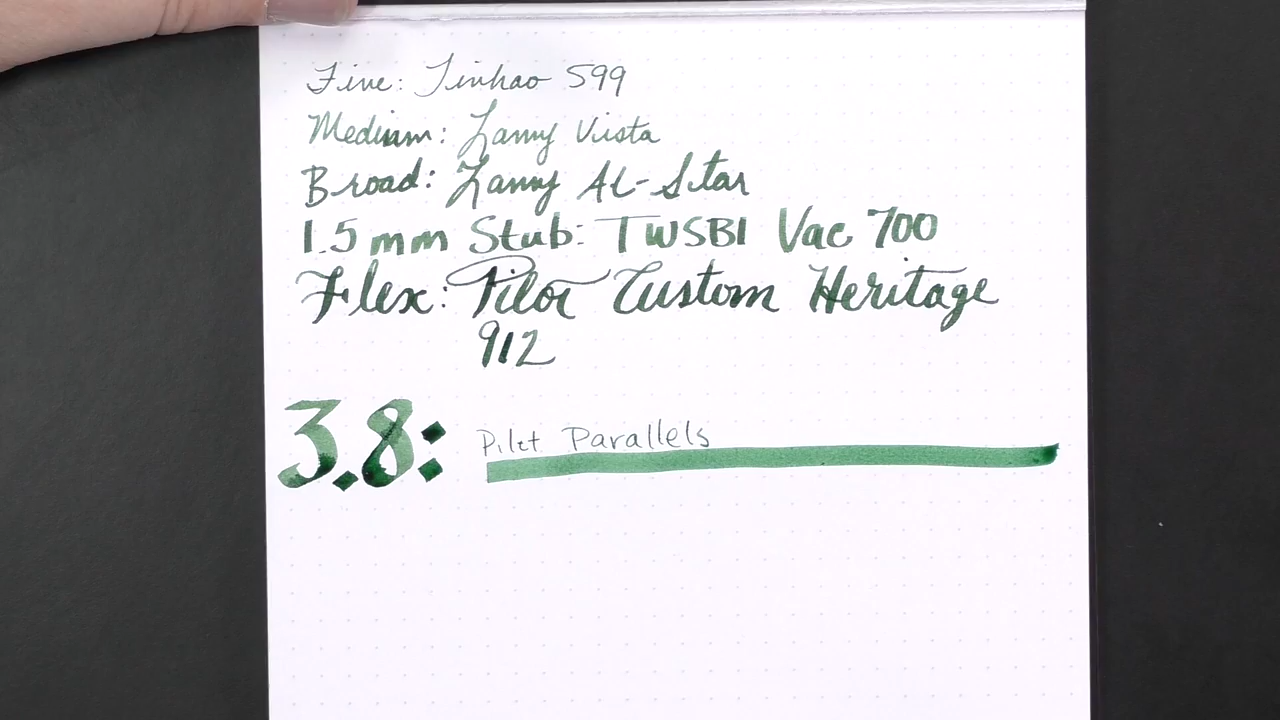 Fine: Jinhao 599
Medium: Lamy Vista
Broad: Lamy AL-Star
1.5 mm Stub: TWSBI Vac 700
Flex: Pilot Custom Heritage
912
3.8: Pilot Parallels